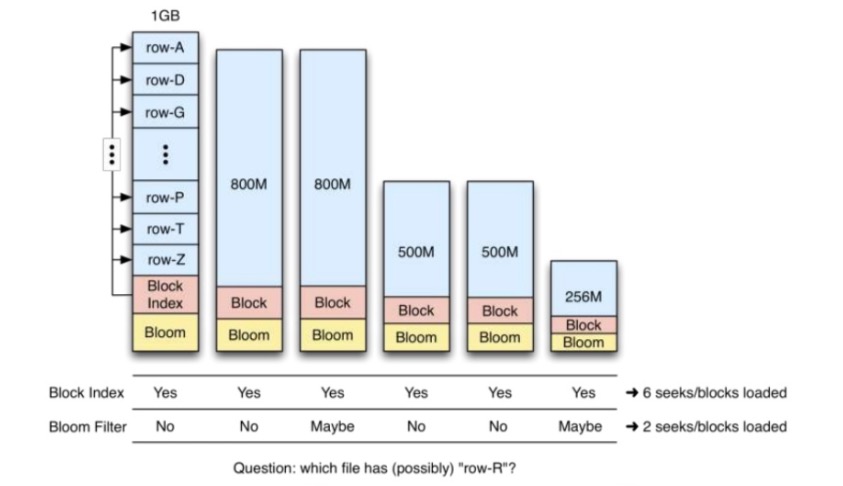 1GB
row-A
row-D
row-G
row-P
row-T
row-Z
Block
Index
Bloom
800M
Block
Bloom
800M
Block
Bloom
500M
Block
Bloom
500M
Block
Bloom
256M
Block
Bloom
Block Index Yes Yes Yes Yes Yes Yes ➔ 6 seeks/blocks loaded
Bloom Filter No No Maybe No No Maybe ➔ 2 seeks/blocks loaded
Question: which file has (possibly) "row-R"?